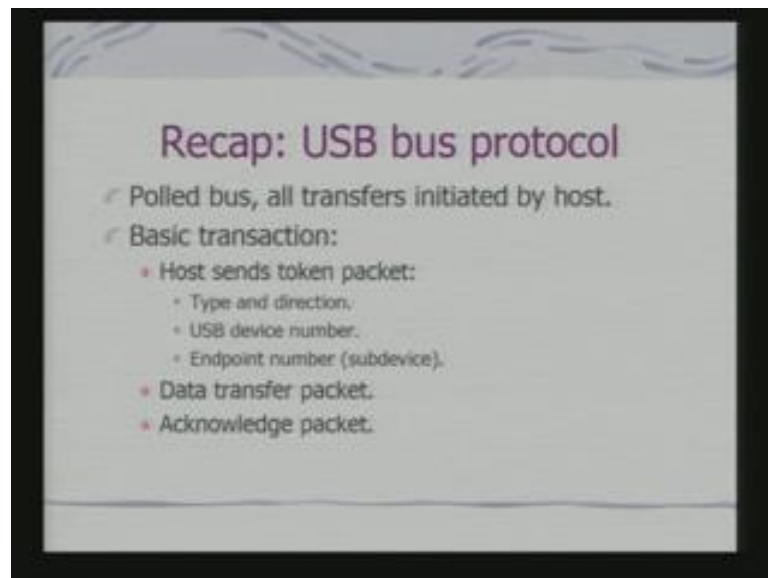 Recap: USB bus protocol
Polled bus, all transfers initiated by host.
Basic transaction:
Host sends token packet:
Type and direction.
USB device number.
Endpoint number (subdevice).
Data transfer packet.
Acknowledge packet.